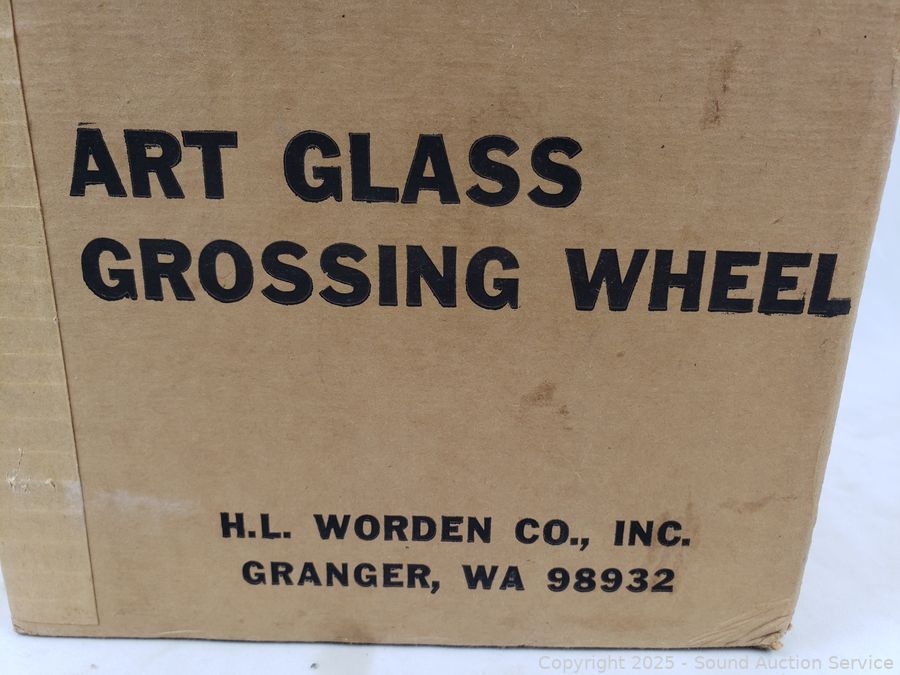 ART GLASS
GROSSING WHEEL
H.L. WORDEN CO., INC.
GRANGER, WA 98932
Copyright 2025 - Sound Auction Service